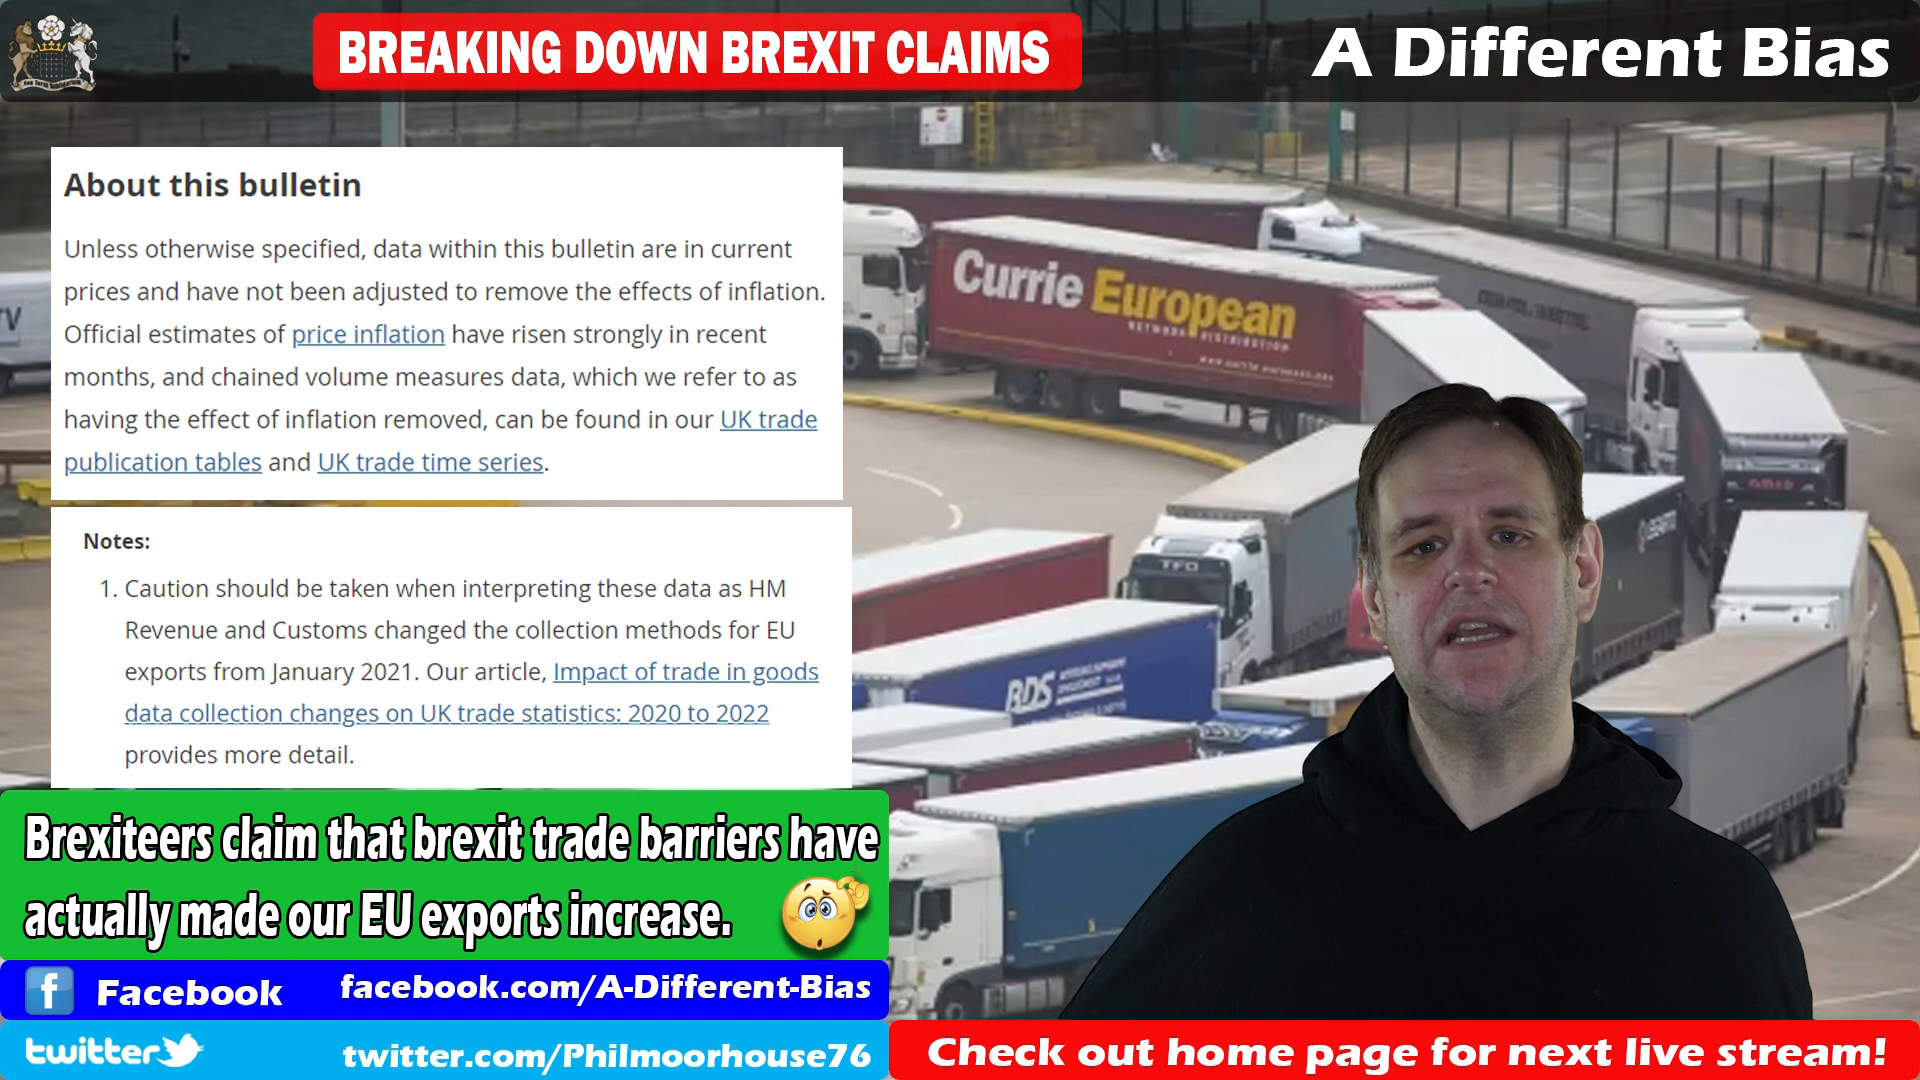 BREAKING DOWN BREXIT CLAIMS
A Different Bias
About this bulletin
Unless otherwise specified, data within this bulletin are in current
prices and have not been adjusted to remove the effects of inflation.
Official estimates of price inflation have risen strongly in recent
months, and chained volume measures data, which we refer to as
having the effect of inflation removed, can be found in our UK trade
publication tables and UK trade time series.
Notes:
1. Caution should be taken when interpreting these data as HM
Revenue and Customs changed the collection methods for EU
exports from January 2021. Our article, Impact of trade in goods
data collection changes on UK trade statistics: 2020 to 2022
provides more detail.
Currie European
NETWORK DISTRIBUTION
TFO
BDS
Brexiteers claim that brexit trade barriers have
actually made our EU exports increase.
f Facebook facebook.com/A-Different-Bias
twitter twitter.com/Philmoorhouse76
Check out home page for next live stream!